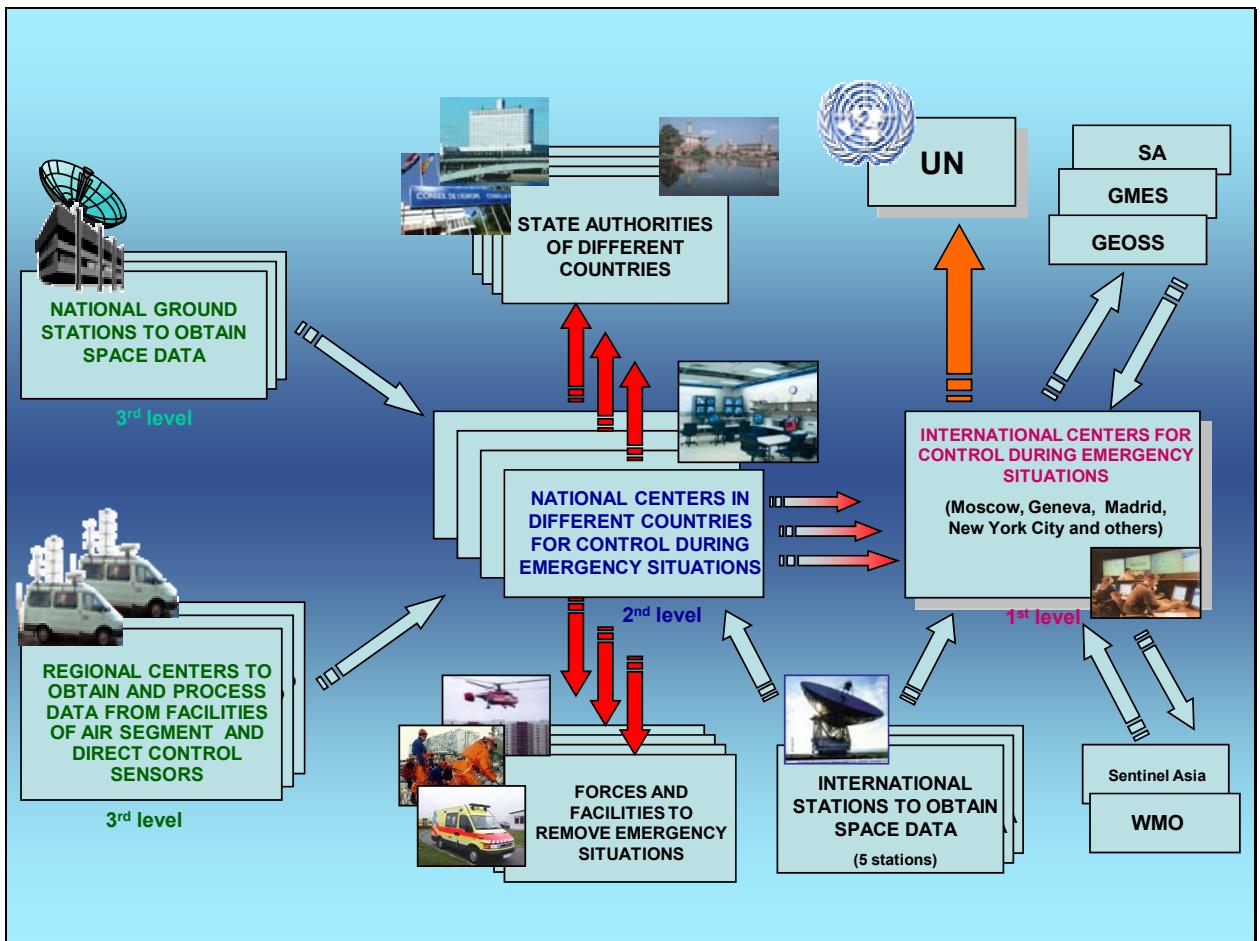 UN
SA
GMES
GEOSS
CONSEIL DE L'EUROPE
STATE AUTHORITIES
OF DIFFERENT
COUNTRIES
NATIONAL GROUND
STATIONS TO OBTAIN
SPACE DATA
3rd level
INTERNATIONAL CENTERS FOR
CONTROL DURING EMERGENCY
SITUATIONS
(Moscow, Geneva, Madrid,
New York City and others)
1st level
NATIONAL CENTERS IN
DIFFERENT COUNTRIES
FOR CONTROL DURING
EMERGENCY SITUATIONS
2nd level
REGIONAL CENTERS TO
OBTAIN AND PROCESS
DATA FROM FACILITIES
OF AIR SEGMENT AND
DIRECT CONTROL
SENSORS
3rd level
FORCES AND
FACILITIES TO
REMOVE EMERGENCY
SITUATIONS
INTERNATIONAL
STATIONS TO OBTAIN
SPACE DATA
(5 stations)
Sentinel Asia
WMO